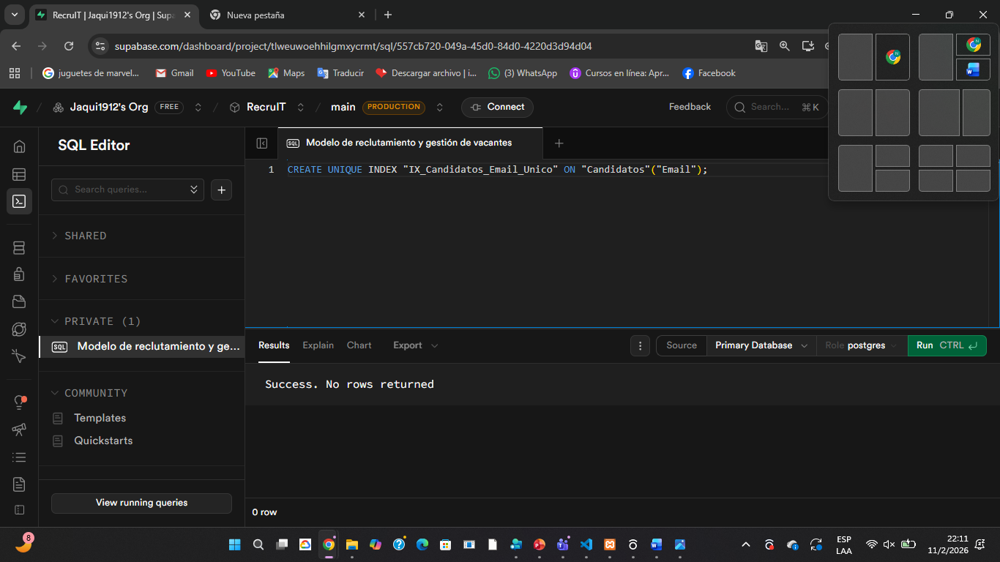 RecruIT | Jaqui1912's Org | Supa
Nueva pestaña
supabase.com/dashboard/project/tlweuwoehhilgmxycrmt/sql/557cb720-049a-45d0-84d0-4220d3d94d04
juguetes de marvel...
Gmail
YouTube
Maps
Traducir
Descargar archivo | i...
(3) WhatsApp
Cursos en línea: Apr...
Facebook
Jaqui1912's Org
FREE
RecruIT
main
PRODUCTION
Connect
Feedback
Search...
⌘K
SQL Editor
SQL Modelo de reclutamiento y gestión de vacantes
1 CREATE UNIQUE INDEX "IX_Candidatos_Email_Unico" ON "Candidatos"("Email");
Search queries...
SHARED
FAVORITES
PRIVATE (1)
SQL Modelo de reclutamiento y ge...
COMMUNITY
Templates
Quickstarts
View running queries
Results
Explain
Chart
Export
Source
Primary Database
Role postgres
Run CTRL
Success. No rows returned
0 row
8
ESP
LAA
22:11
11/2/2026